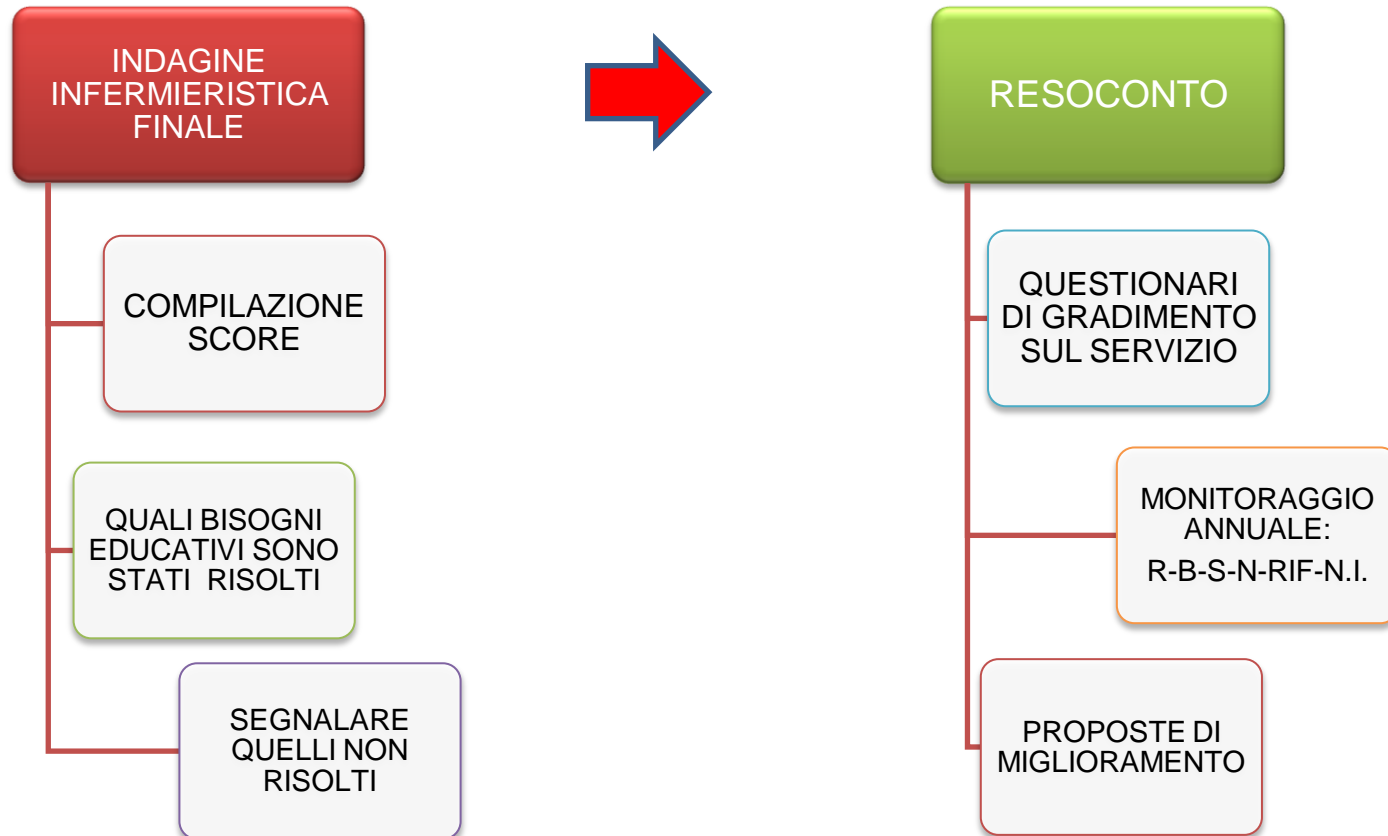 INDAGINE
INFERMIERISTICA
FINALE
COMPILAZIONE
SCORE
QUALI BISOGNI
EDUCATIVI SONO
STATI RISOLTI
SEGNALARE
QUELLI NON
RISOLTI
RESOCONTO
QUESTIONARI
DI GRADIMENTO
SUL SERVIZIO
MONITORAGGIO
ANNUALE:
R-B-S-N-RIF-N.I.
PROPOSTE DI
MIGLIORAMENTO